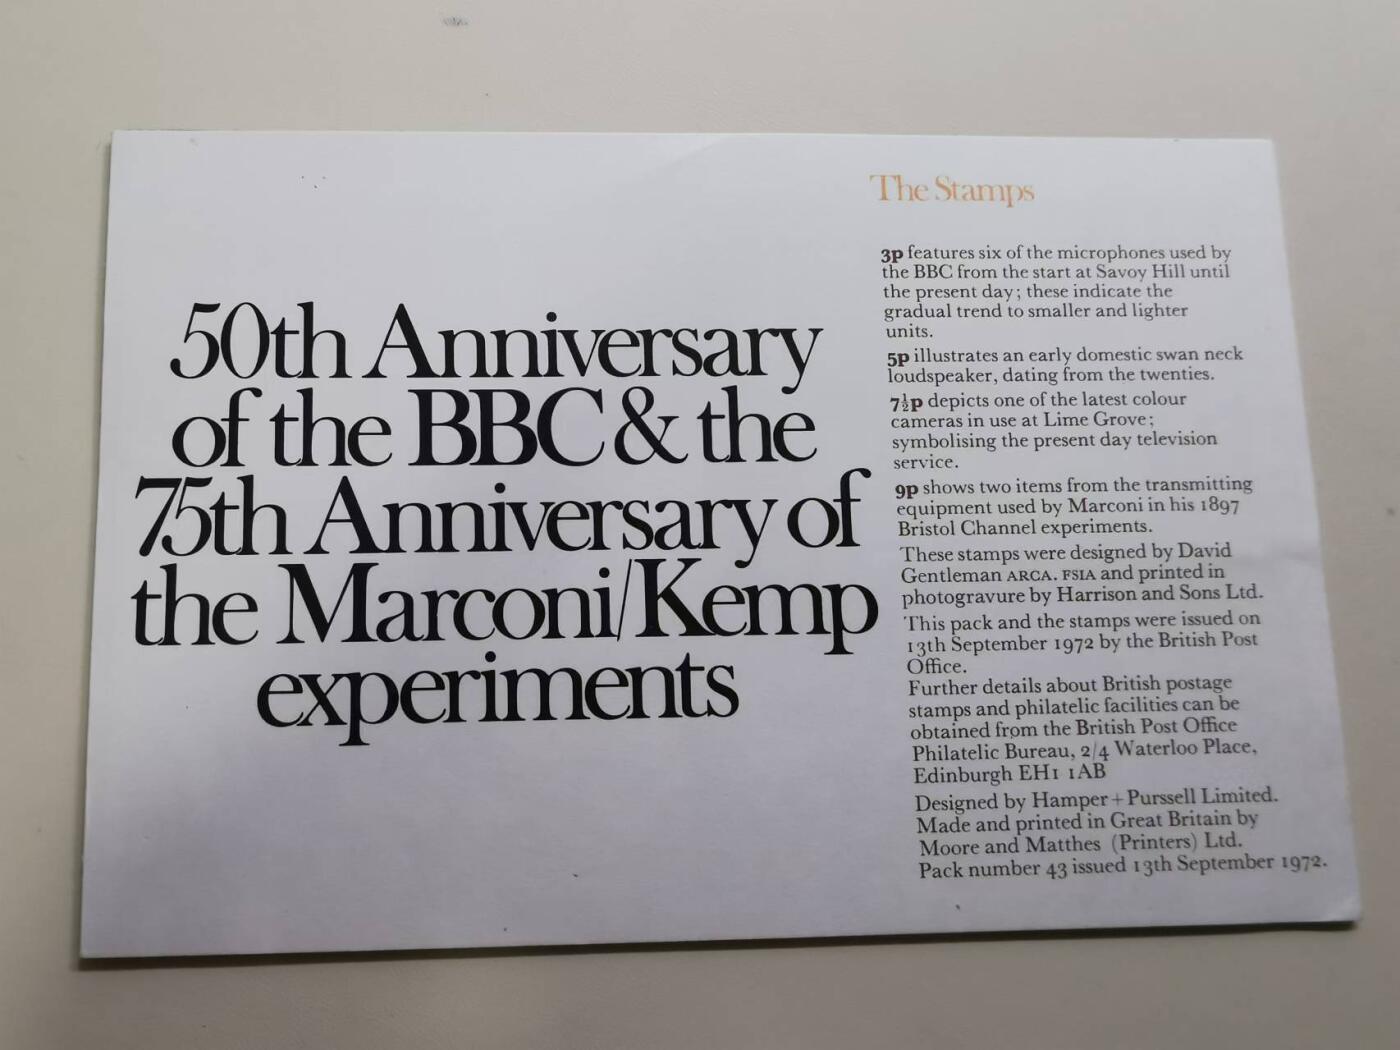 50th Anniversary
of the BBC & the
75th Anniversary of
the Marconi/Kemp
experiments
The Stamps
3p features six of the microphones used by
the BBC from the start at Savoy Hill until
the present day; these indicate the
gradual trend to smaller and lighter
units.
5p illustrates an early domestic swan neck
loudspeaker, dating from the twenties.
7½p depicts one of the latest colour
cameras in use at Lime Grove;
symbolising the present day television
service.
9p shows two items from the transmitting
equipment used by Marconi in his 1897
Bristol Channel experiments.
These stamps were designed by David
Gentleman ARCA. FSIA and printed in
photogravure by Harrison and Sons Ltd.
This pack and the stamps were issued on
13th September 1972 by the British Post
Office.
Further details about British postage
stamps and philatelic facilities can be
obtained from the British Post Office
Philatelic Bureau, 2/4 Waterloo Place,
Edinburgh EH1 1AB
Designed by Hamper + Purssell Limited.
Made and printed in Great Britain by
Moore and Matthes (Printers) Ltd.
Pack number 43 issued 13th September 1972.